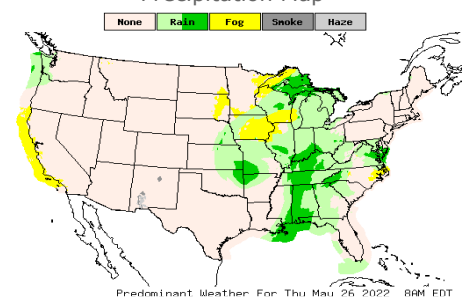 Precipitation Map
None Rain Fog Smoke Haze
Predominant Weather For Thu May 26 2022 8AM EDT